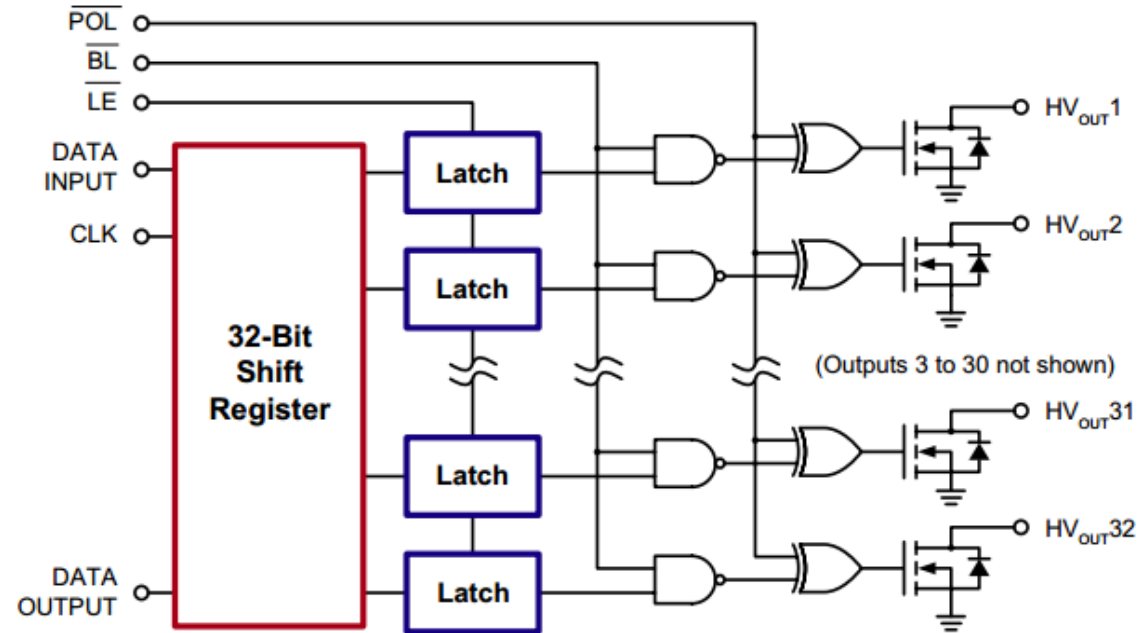 POL
BL
LE
DATA
INPUT
CLK
DATA
OUTPUT
32-Bit
Shift
Register
Latch
Latch
Latch
Latch
HVOUT1
HVOUT2
(Outputs 3 to 30 not shown)
HVOUT31
HVOUT32